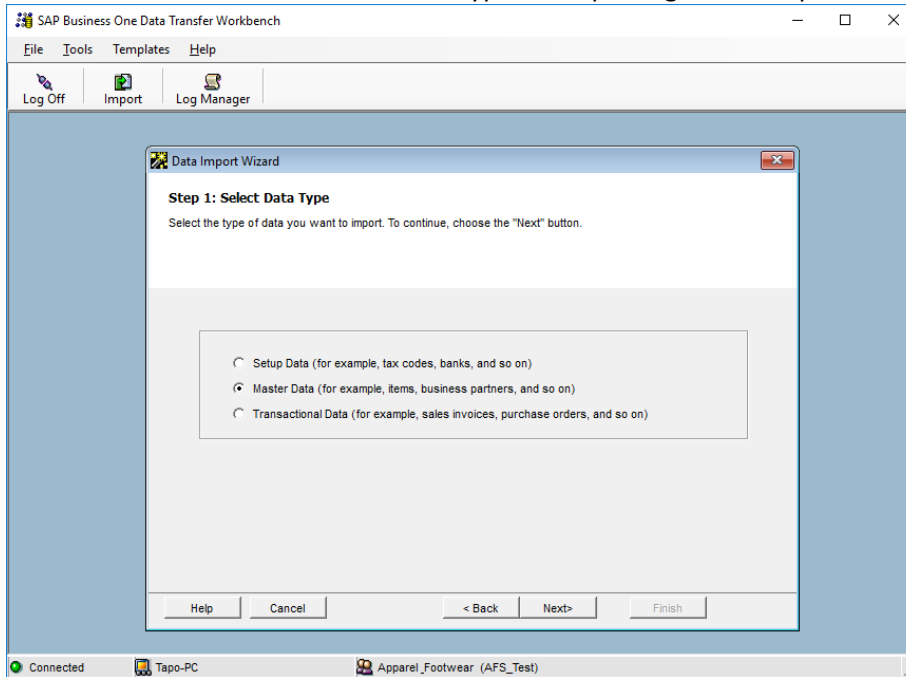 SAP Business One Data Transfer Workbench
File Tools Templates Help
Log Off Import Log Manager
Data Import Wizard
Step 1: Select Data Type
Select the type of data you want to import. To continue, choose the "Next" button.
Setup Data (for example, tax codes, banks, and so on)
Master Data (for example, items, business partners, and so on)
Transactional Data (for example, sales invoices, purchase orders, and so on)
Help Cancel < Back Next> Finish
Connected Tapo-PC Apparel_Footwear (AFS_Test)